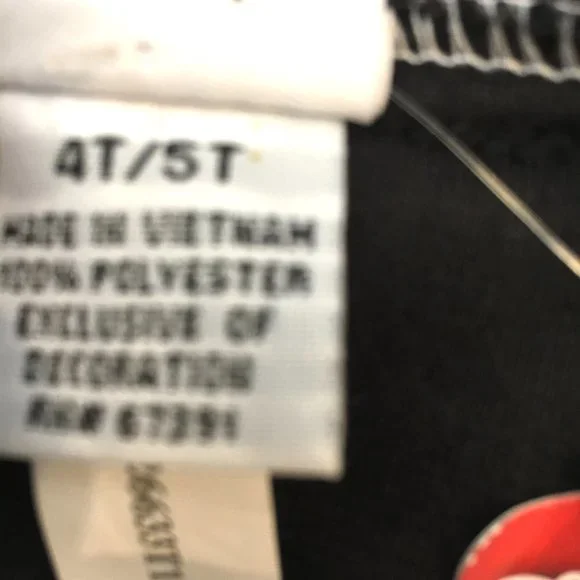 4T/5T
MADE IN VIETNAM
100% POLYESTER
EXCLUSIVE OF
DECORATION
RN# 67391